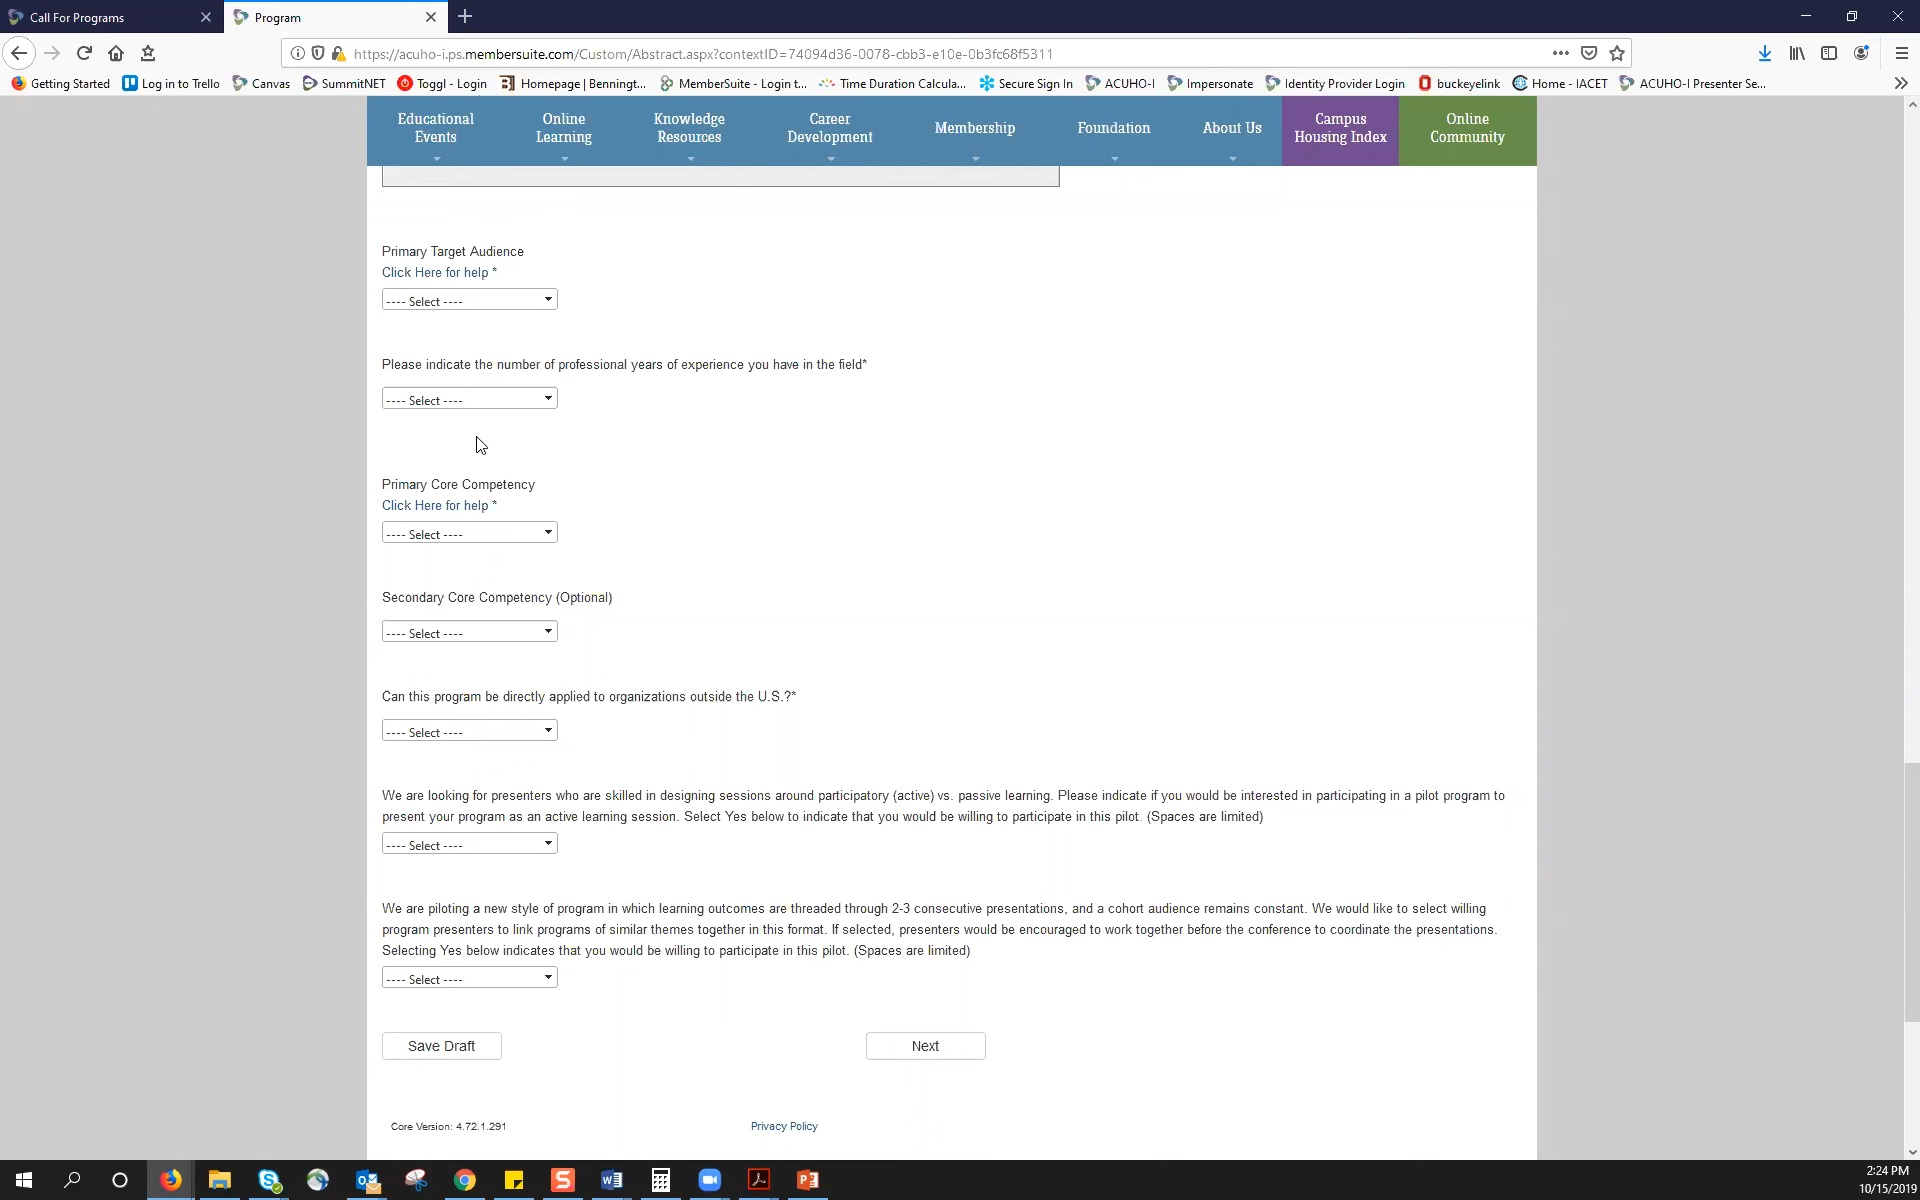 Call For Programs
Program
https://acuho-i.ps.membersuite.com/Custom/Abstract.aspx?contextID=74094d36-0078-cbb3-e10e-0b3fc68f5311
Getting Started
Log in to Trello
Canvas
SummitNET
Toggl - Login
Homepage | Benningt...
MemberSuite - Login t...
Time Duration Calcula...
Secure Sign In
ACUHO-I
Impersonate
Identity Provider Login
buckeyelink
Home - IACET
ACUHO-I Presenter Se...
Educational
Events
Online
Learning
Knowledge
Resources
Career
Development
Membership
Foundation
About Us
Campus
Housing Index
Online
Community
Primary Target Audience
Click Here for help *
---- Select ----
Please indicate the number of professional years of experience you have in the field*
---- Select ----
Primary Core Competency
Click Here for help *
---- Select ----
Secondary Core Competency (Optional)
---- Select ----
Can this program be directly applied to organizations outside the U.S.?*
---- Select ----
We are looking for presenters who are skilled in designing sessions around participatory (active) vs. passive learning. Please indicate if you would be interested in participating in a pilot program to
present your program as an active learning session. Select Yes below to indicate that you would be willing to participate in this pilot. (Spaces are limited)
---- Select ----
We are piloting a new style of program in which learning outcomes are threaded through 2-3 consecutive presentations, and a cohort audience remains constant. We would like to select willing
program presenters to link programs of similar themes together in this format. If selected, presenters would be encouraged to work together before the conference to coordinate the presentations.
Selecting Yes below indicates that you would be willing to participate in this pilot. (Spaces are limited)
---- Select ----
Save Draft
Next
Core Version: 4.72.1.291
Privacy Policy
2:24 PM
10/15/2019